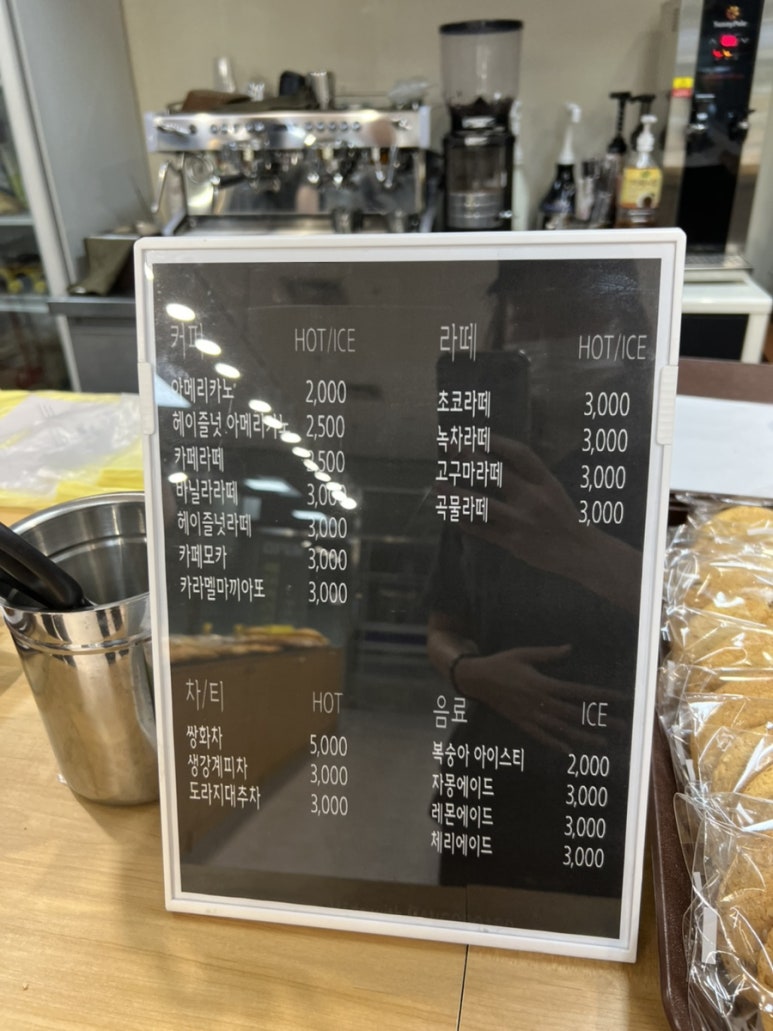 커피 HOT/ICE
아메리카노 2,000
헤이즐넛 아메리카노 2,500
카페라떼 500
바닐라라떼 3,000
헤이즐넛라떼 3,000
카페모카 3,000
카라멜마끼아또 3,000
라떼 HOT/ICE
초코라떼 3,000
녹차라떼 3,000
고구마라떼 3,000
곡물라떼 3,000
차/티 HOT
쌍화차 5,000
생강계피차 3,000
도라지대추차 3,000
음료 ICE
복숭아 아이스티 2,000
자몽에이드 3,000
레몬에이드 3,000
체리에이드 3,000